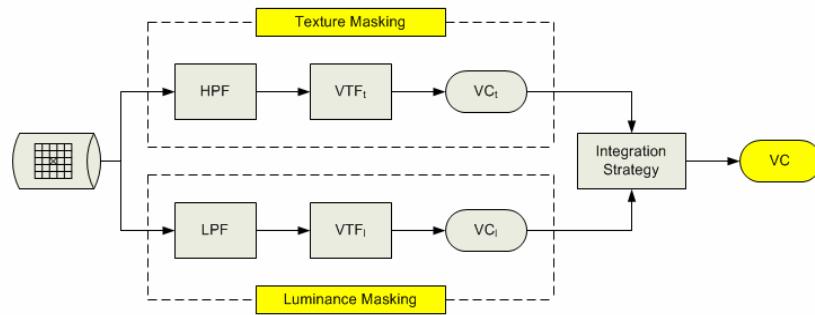 Texture Masking
HPF
VTFt
VCt
Integration
Strategy
VC
LPF
VTFl
VCl
Luminance Masking